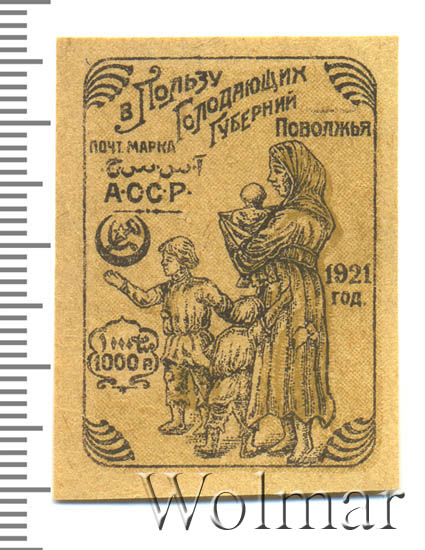 в Пользу
Голодающих
Губерний
Поволжья
почт. марка
А·С·С·Р·
1921
год.
1000 р.
Wolmar